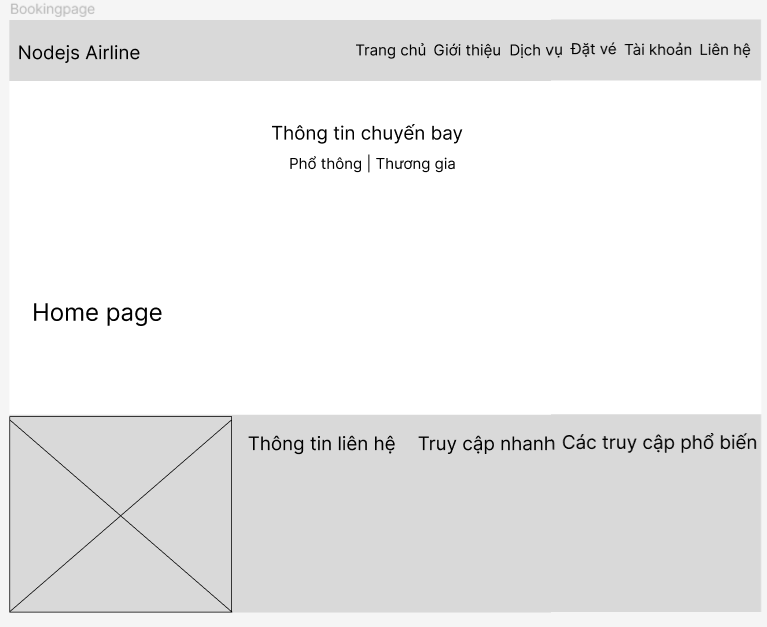 Bookingpage
Nodejs Airline Trang chủ Giới thiệu Dịch vụ Đặt vé Tài khoản Liên hệ
Thông tin chuyến bay
Phổ thông | Thương gia
Home page
Thông tin liên hệ Truy cập nhanh Các truy cập phổ biến